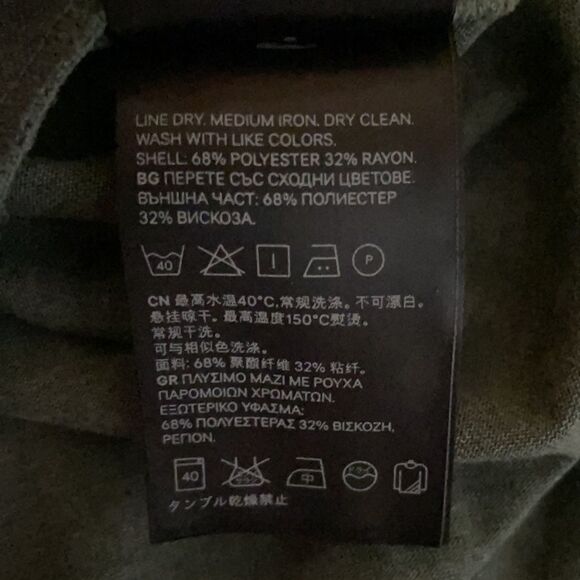 LINE DRY. MEDIUM IRON. DRY CLEAN.
WASH WITH LIKE COLORS.
SHELL: 68% POLYESTER 32% RAYON.
BG ПЕРЕТЕ СЪС СХОДНИ ЦВЕТОВЕ.
ВЪНШНА ЧАСТ: 68% ПОЛИЕСТЕР
32% ВИСКОЗА.
40 P
CN 最高水温40°C,常规洗涤。不可漂白。
悬挂晾干。最高温度150°C熨烫。
常规干洗。
可与相似色洗涤。
面料: 68% 聚酯纤维 32% 粘纤。
GR ΠΛΥΣΙΜΟ ΜΑΖΙ ΜΕ ΡΟΥΧΑ
ΠΑΡΟΜΟΙΩΝ ΧΡΩΜΑΤΩΝ.
ΕΞΩΤΕΡΙΚΟ ΥΦΑΣΜΑ:
68% ΠΟΛΥΕΣΤΕΡΑΣ 32% ΒΙΣΚΟΖΗ,
ΡΕΓΙΟΝ.
40 中
タンブル乾燥禁止